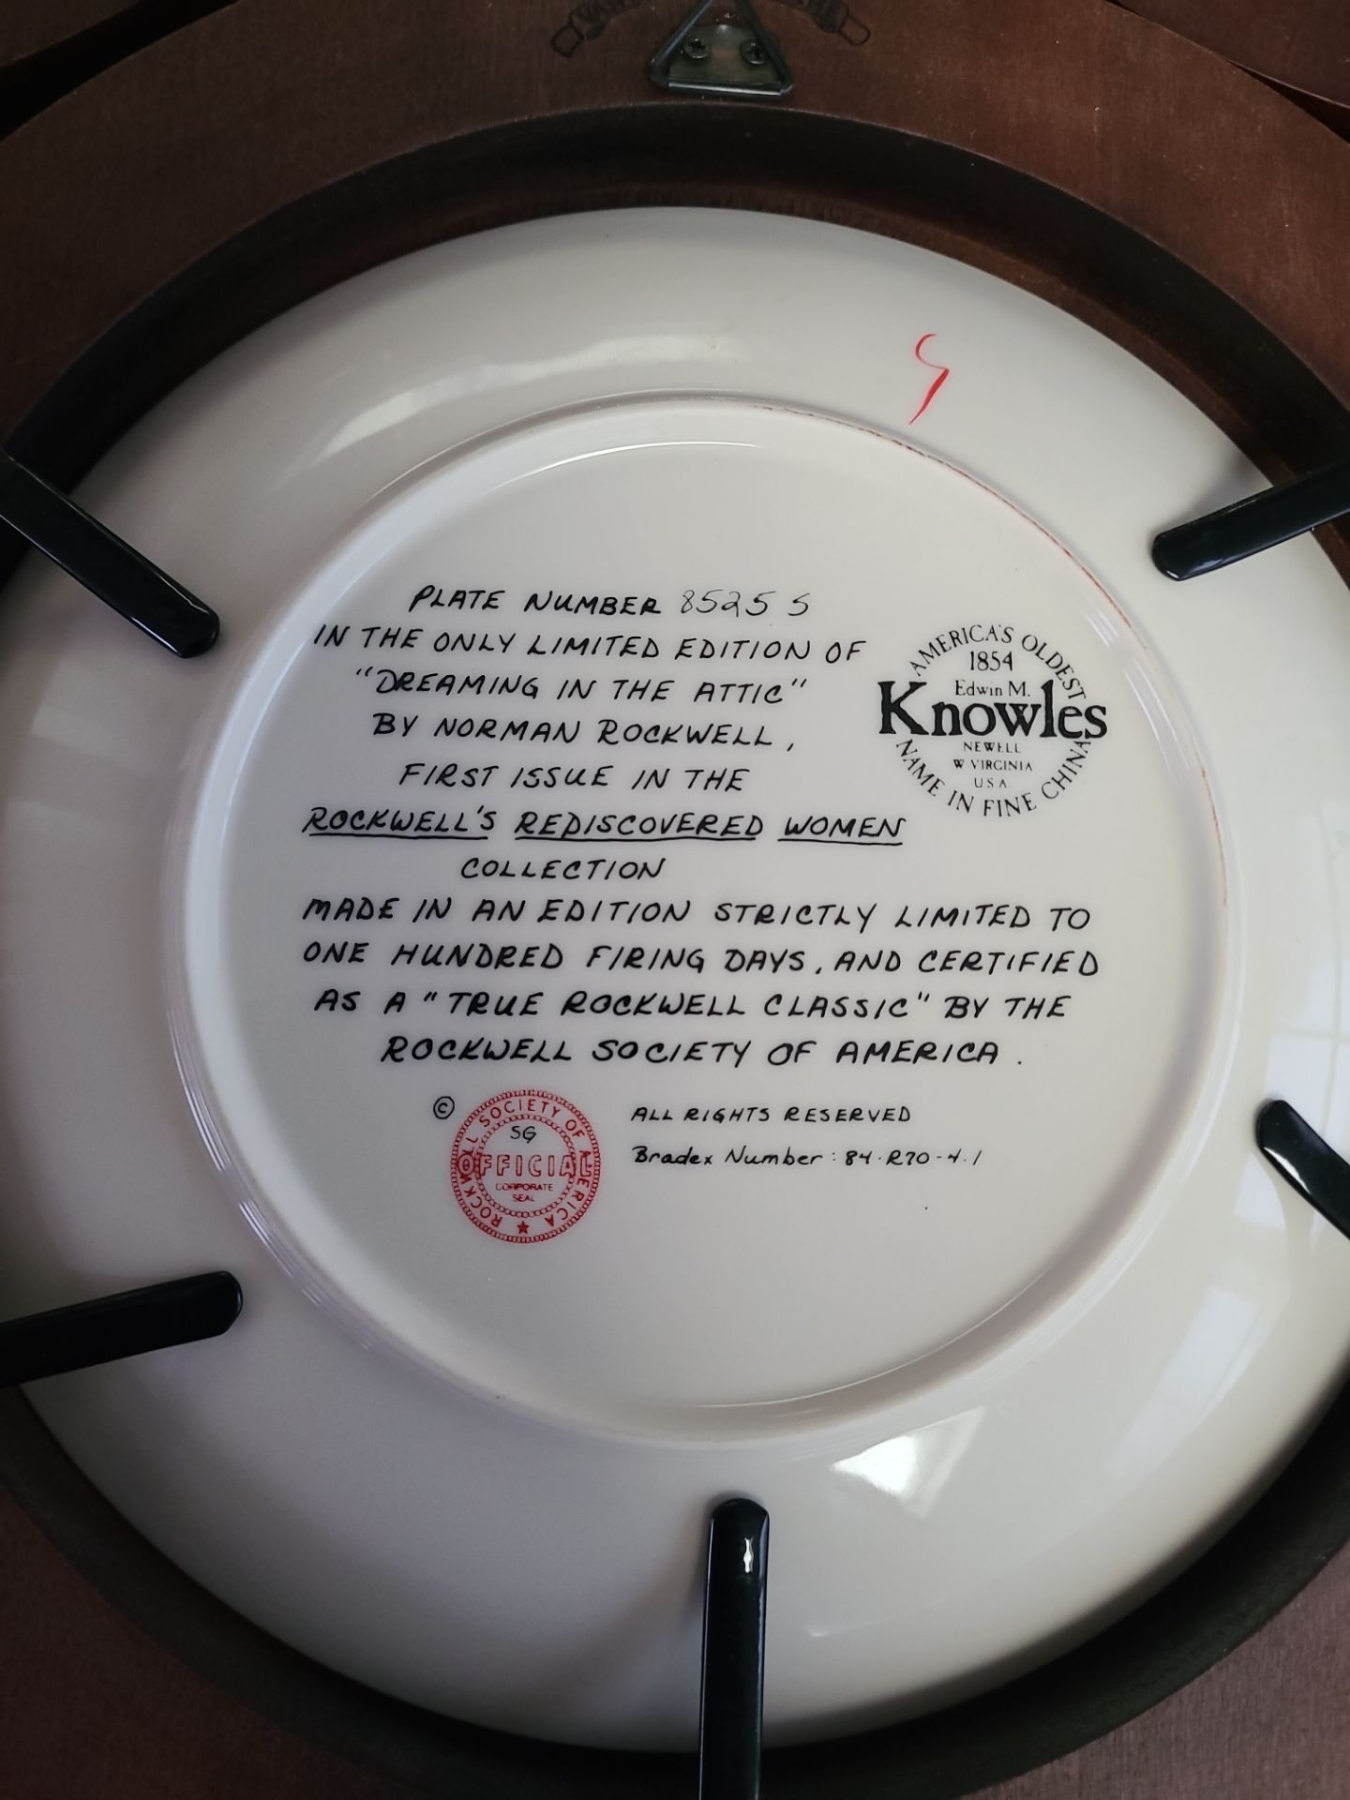 PLATE NUMBER 8525 S
IN THE ONLY LIMITED EDITION OF
"DREAMING IN THE ATTIC"
BY NORMAN ROCKWELL,
FIRST ISSUE IN THE
ROCKWELL'S REDISCOVERED WOMEN
COLLECTION
MADE IN AN EDITION STRICTLY LIMITED TO
ONE HUNDRED FIRING DAYS, AND CERTIFIED
AS A "TRUE ROCKWELL CLASSIC" BY THE
ROCKWELL SOCIETY OF AMERICA.
AMERICA'S OLDEST
1854
Edwin M.
Knowles
NEWELL
W VIRGINIA
USA
NAME IN FINE CHINA
©
ROCKWELL SOCIETY OF AMERICA
SG
OFFICIAL
CORPORATE
SEAL
ALL RIGHTS RESERVED
Bradex Number: 84-R70-4.1